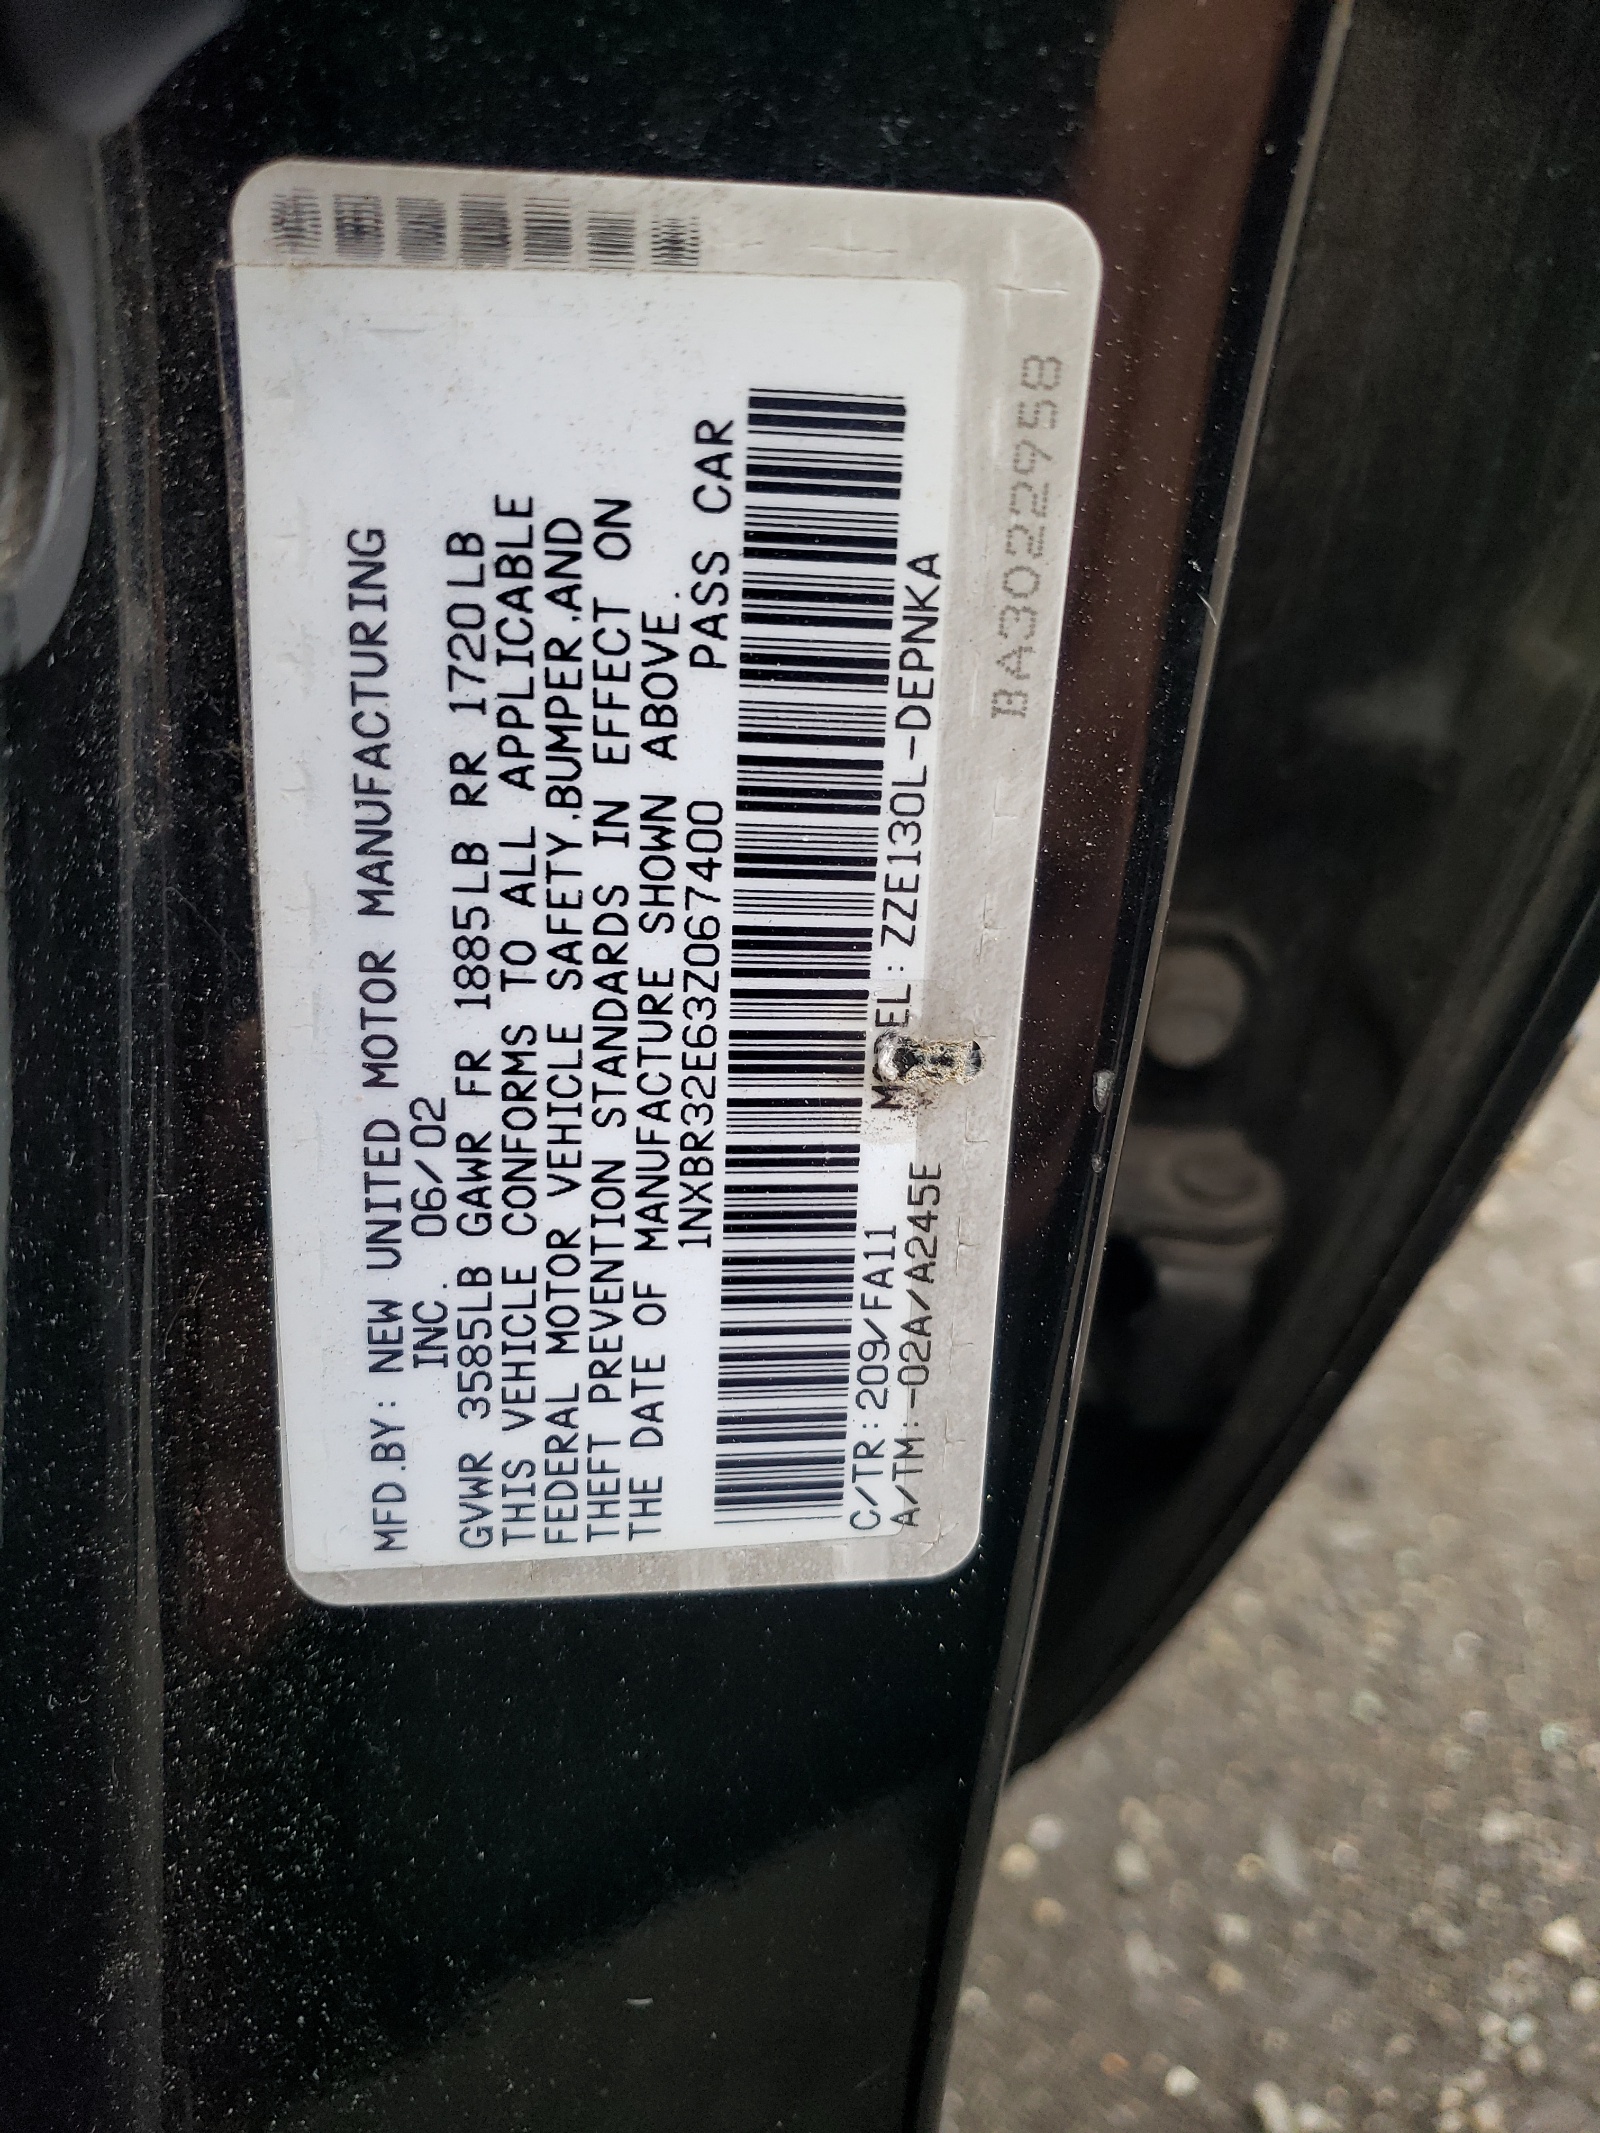 MFD.BY: NEW UNITED MOTOR MANUFACTURING
INC. 06/02
GVWR 3585LB GAWR FR 1885LB RR 1720LB
THIS VEHICLE CONFORMS TO ALL APPLICABLE
FEDERAL MOTOR VEHICLE SAFETY,BUMPER,AND
THEFT PREVENTION STANDARDS IN EFFECT ON
THE DATE OF MANUFACTURE SHOWN ABOVE.
1NXBR32E63Z067400 PASS CAR
C/TR:209/FA11 MODEL: ZZE130L-DEPNKA
A/TM:-02A/A245E
BA3022958